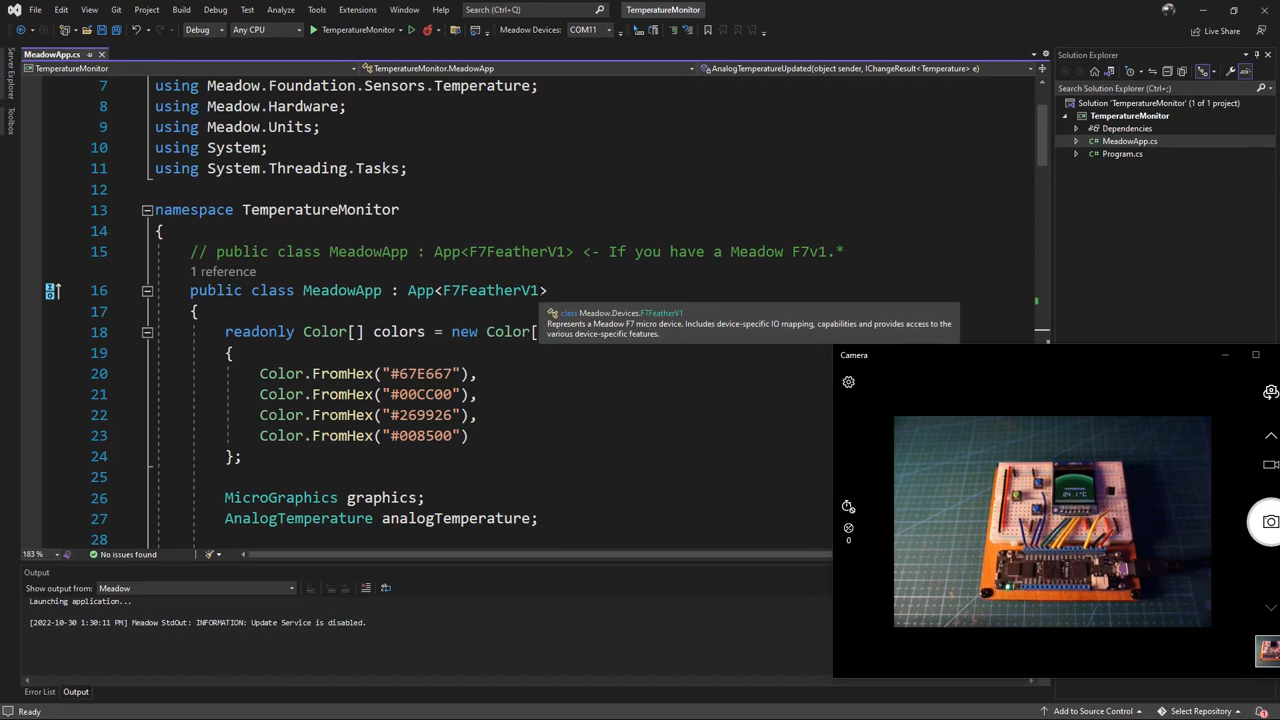 File Edit View Git Project Build Debug Test Analyze Tools Extensions Window Help Search (Ctrl+Q) TemperatureMonitor
Debug Any CPU TemperatureMonitor Meadow Devices: COM11 Live Share
Server Explorer
Toolbox
MeadowApp.cs
TemperatureMonitor TemperatureMonitor.MeadowApp AnalogTemperatureUpdated(object sender, IChangeResult<Temperature> e)
7 using Meadow.Foundation.Sensors.Temperature;
8 using Meadow.Hardware;
9 using Meadow.Units;
10 using System;
11 using System.Threading.Tasks;
12
13 namespace TemperatureMonitor
14 {
15 // public class MeadowApp : App<F7FeatherV1> <- If you have a Meadow F7v1.*
1 reference
16 public class MeadowApp : App<F7FeatherV1>
17 {
class Meadow.Devices.F7FeatherV1
Represents a Meadow F7 micro device. Includes device-specific IO mapping, capabilities and provides access to the
various device-specific features.
18 readonly Color[] colors = new Color[
19 {
20 Color.FromHex("#67E667"),
21 Color.FromHex("#00CC00"),
22 Color.FromHex("#269926"),
23 Color.FromHex("#008500")
24 };
25
26 MicroGraphics graphics;
27 AnalogTemperature analogTemperature;
28
183 % No issues found
Output
Show output from: Meadow
Launching application...
[2022-10-30 1:30:11 PM] Meadow StdOut: INFORMATION: Update Service is disabled.
Error List Output
Ready Add to Source Control Select Repository 1
Solution Explorer
Search Solution Explorer (Ctrl+;)
Solution 'TemperatureMonitor' (1 of 1 project)
TemperatureMonitor
Dependencies
MeadowApp.cs
Program.cs
Camera
0
TEMPERATURE
24.1°C